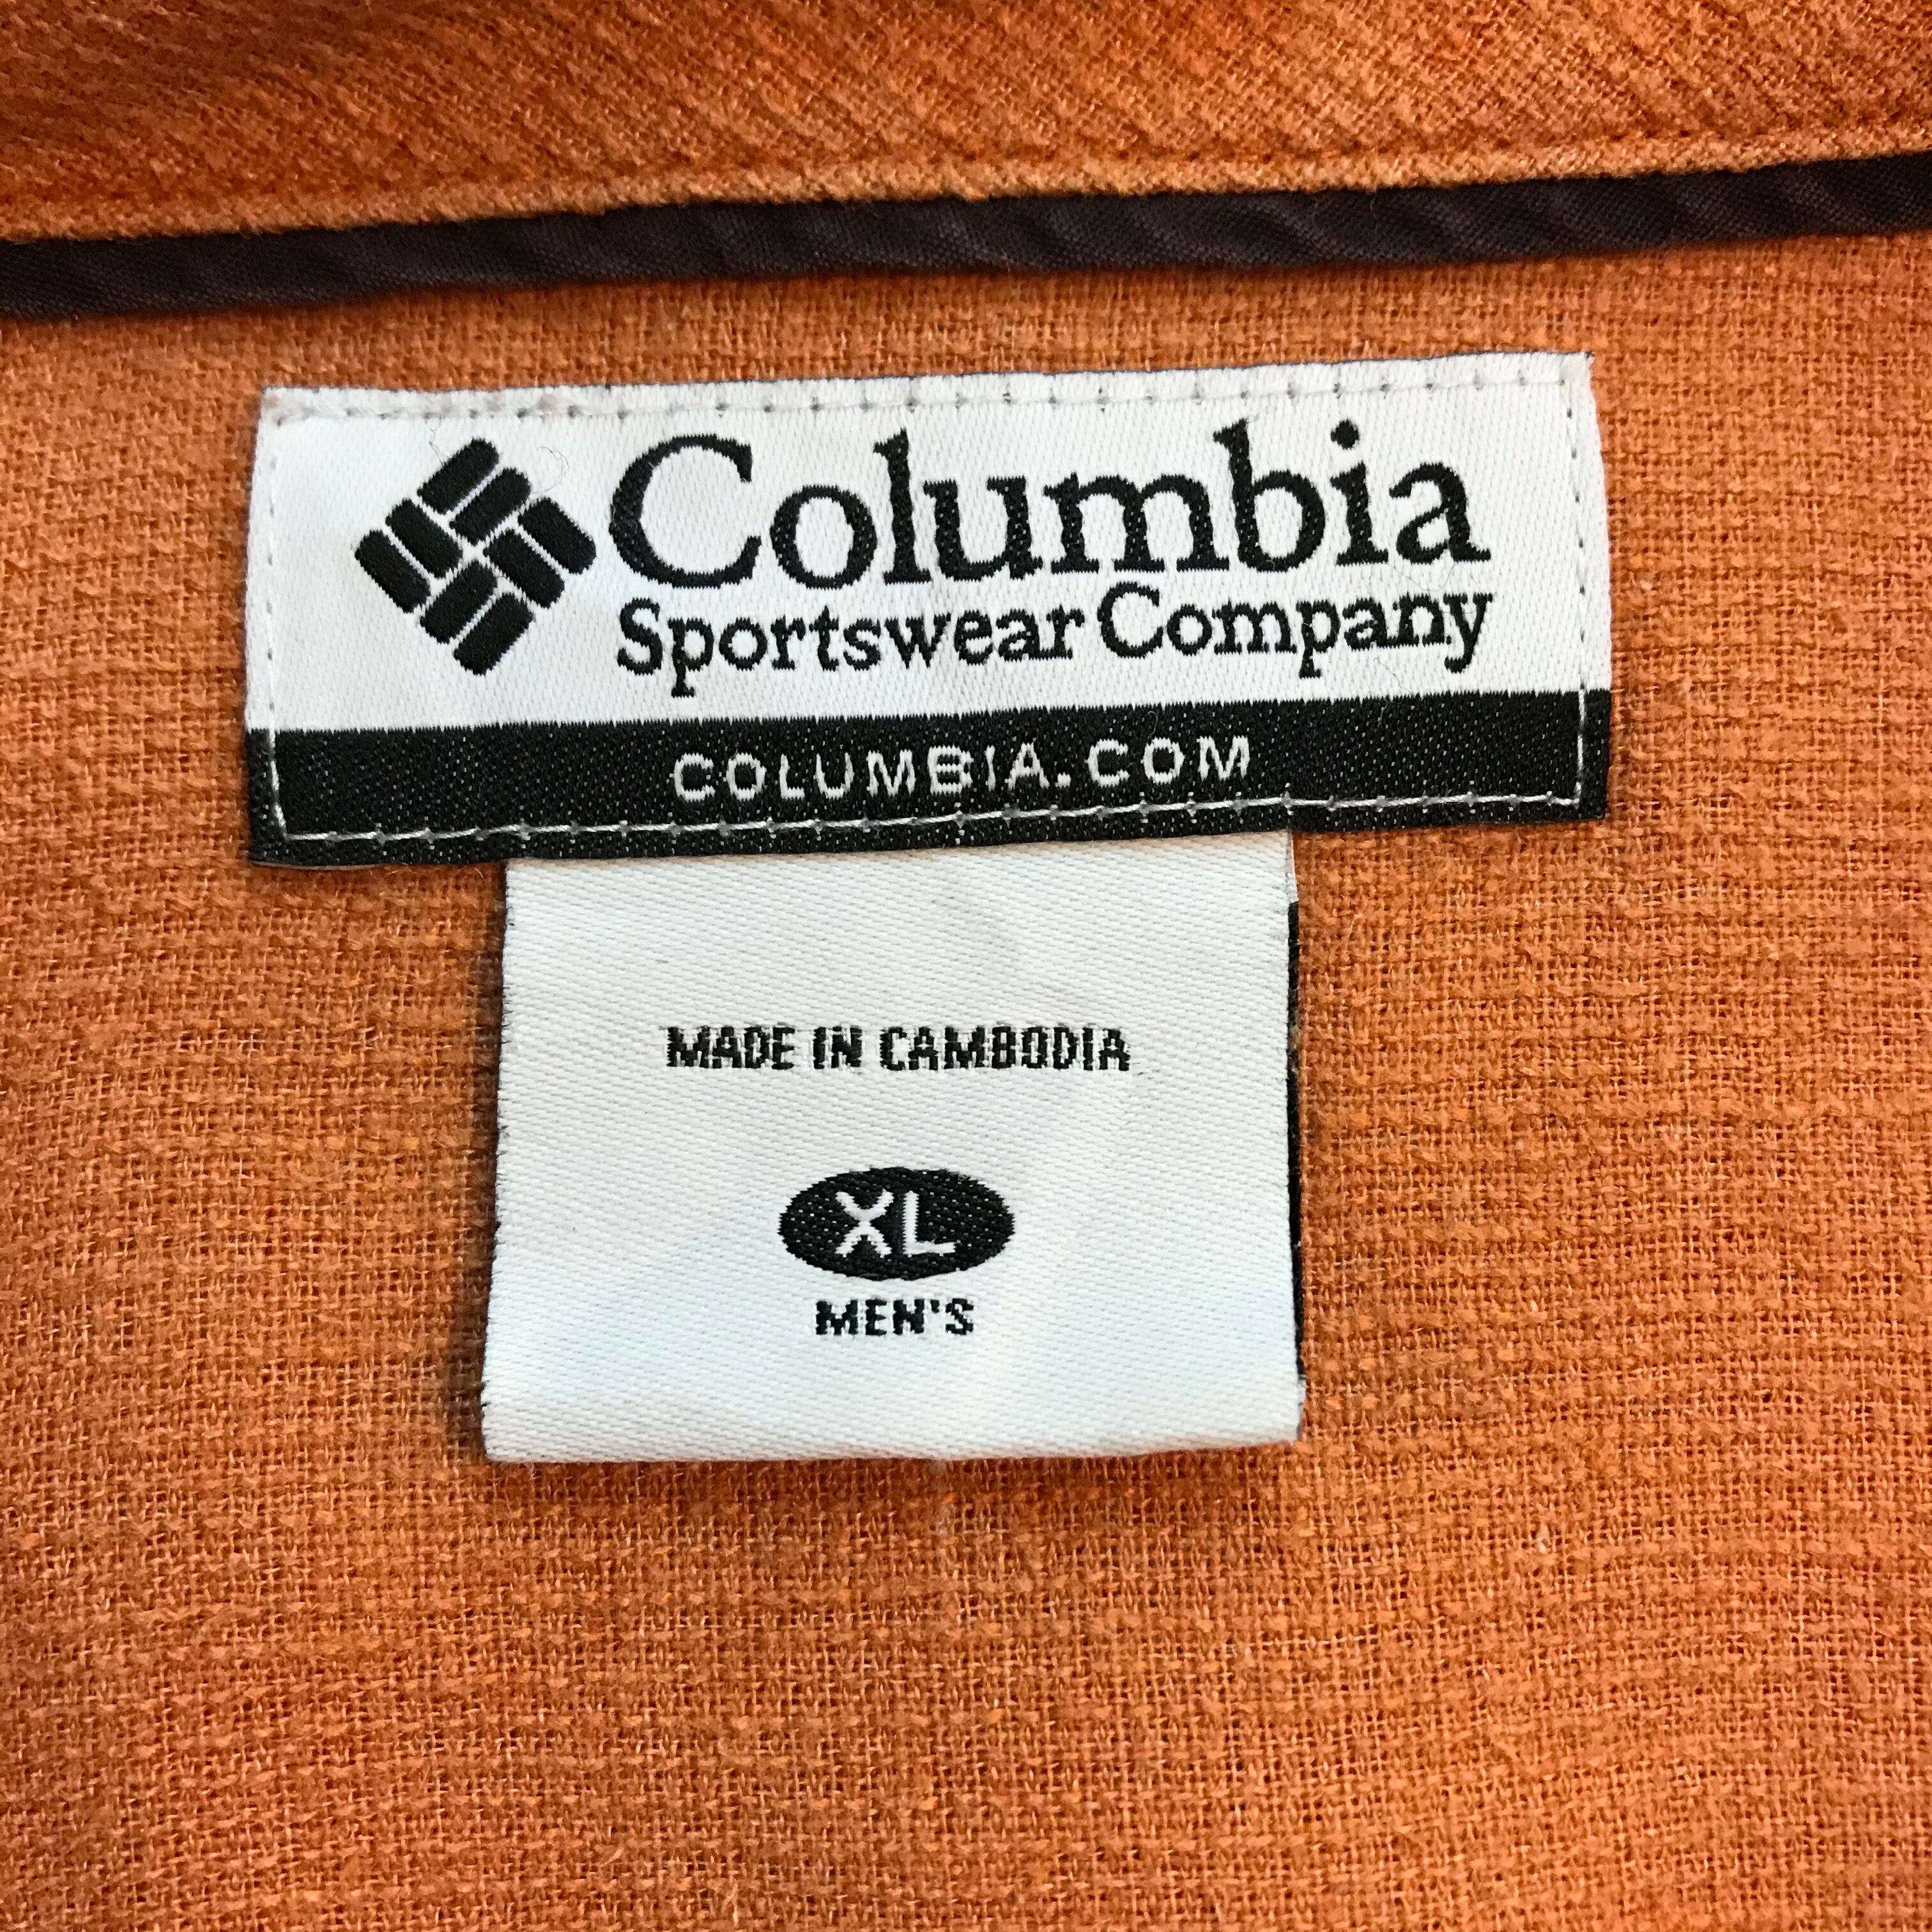 Columbia
Sportswear Company
COLUMBIA.COM
MADE IN CAMBODIA
XL
MEN'S